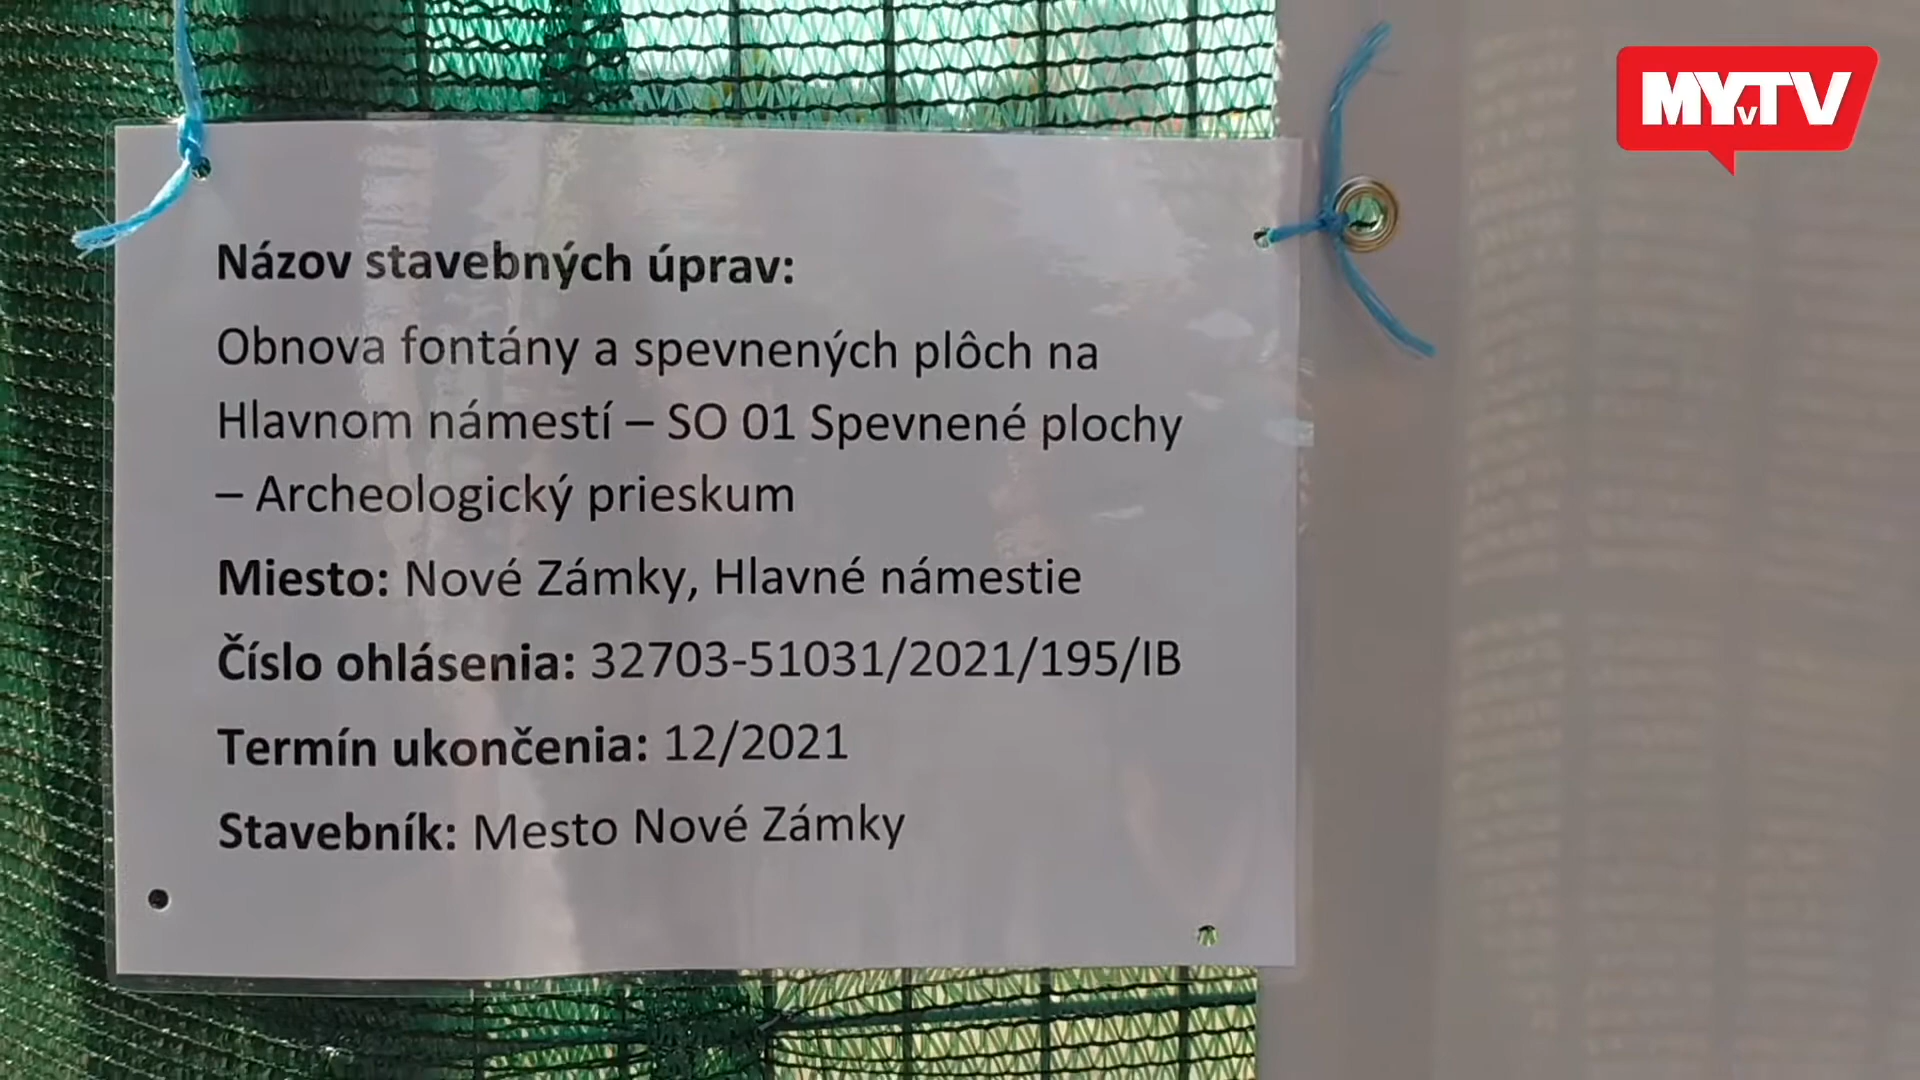 MYvTV
Názov stavebných úprav:
Obnova fontány a spevnených plôch na
Hlavnom námestí – SO 01 Spevnené plochy
– Archeologický prieskum
Miesto: Nové Zámky, Hlavné námestie
Číslo ohlásenia: 32703-51031/2021/195/IB
Termín ukončenia: 12/2021
Stavebník: Mesto Nové Zámky